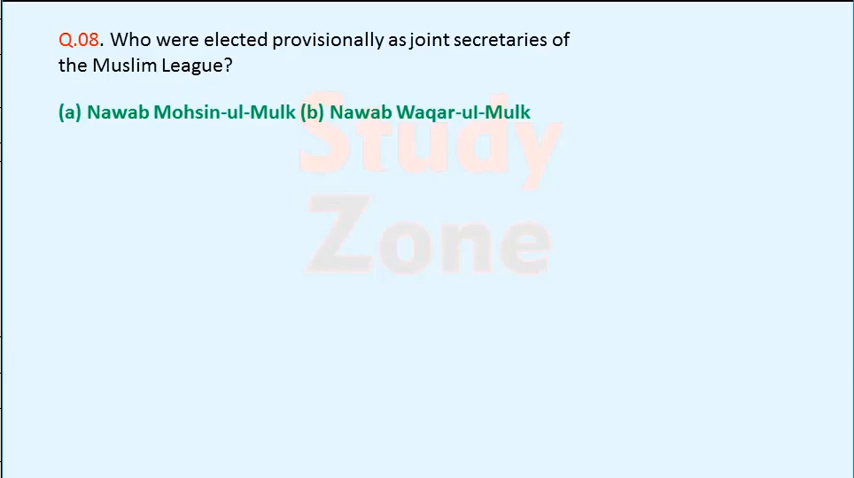 Q.08. Who were elected provisionally as joint secretaries of
the Muslim League?
(a) Nawab Mohsin-ul-Mulk (b) Nawab Waqar-ul-Mulk
Study
Zone